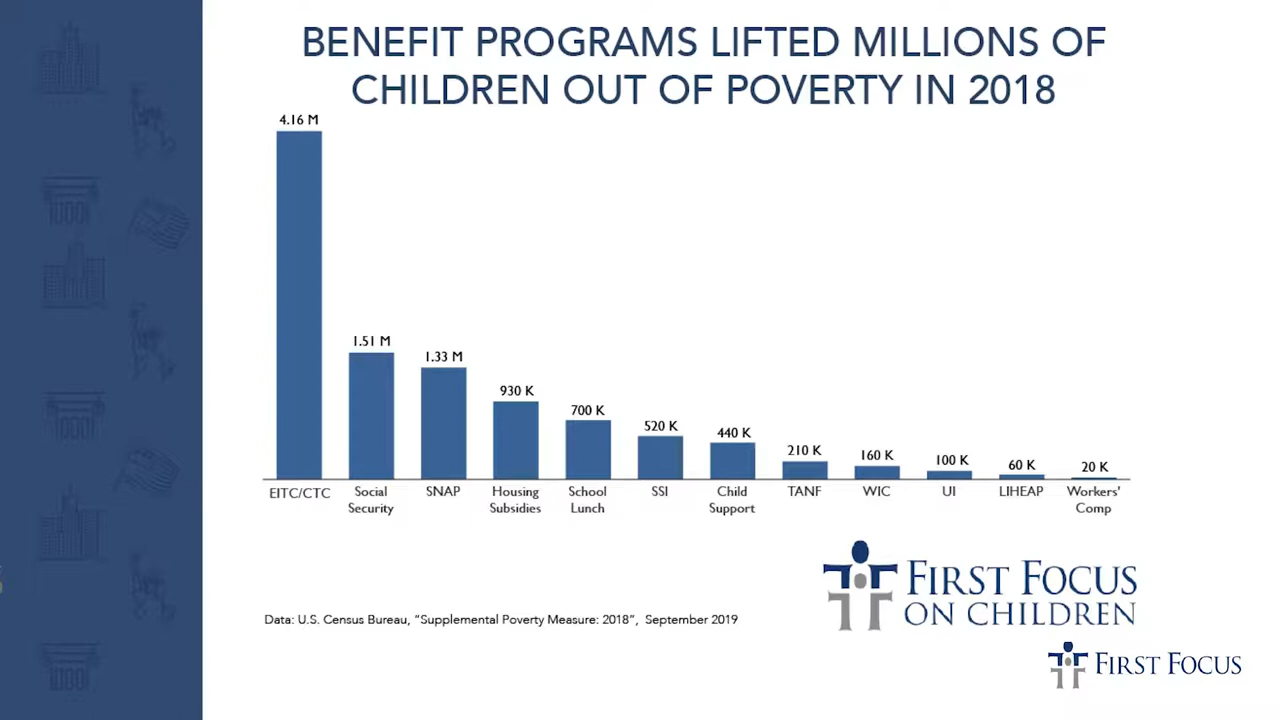 BENEFIT PROGRAMS LIFTED MILLIONS OF
CHILDREN OUT OF POVERTY IN 2018
4.16 M
1.51 M
1.33 M
930 K
700 K
520 K
440 K
210 K
160 K
100 K
60 K
20 K
EITC/CTC
Social
Security
SNAP
Housing
Subsidies
School
Lunch
SSI
Child
Support
TANF
WIC
UI
LIHEAP
Workers'
Comp
FIRST FOCUS
ON CHILDREN
Data: U.S. Census Bureau, "Supplemental Poverty Measure: 2018", September 2019
FIRST FOCUS